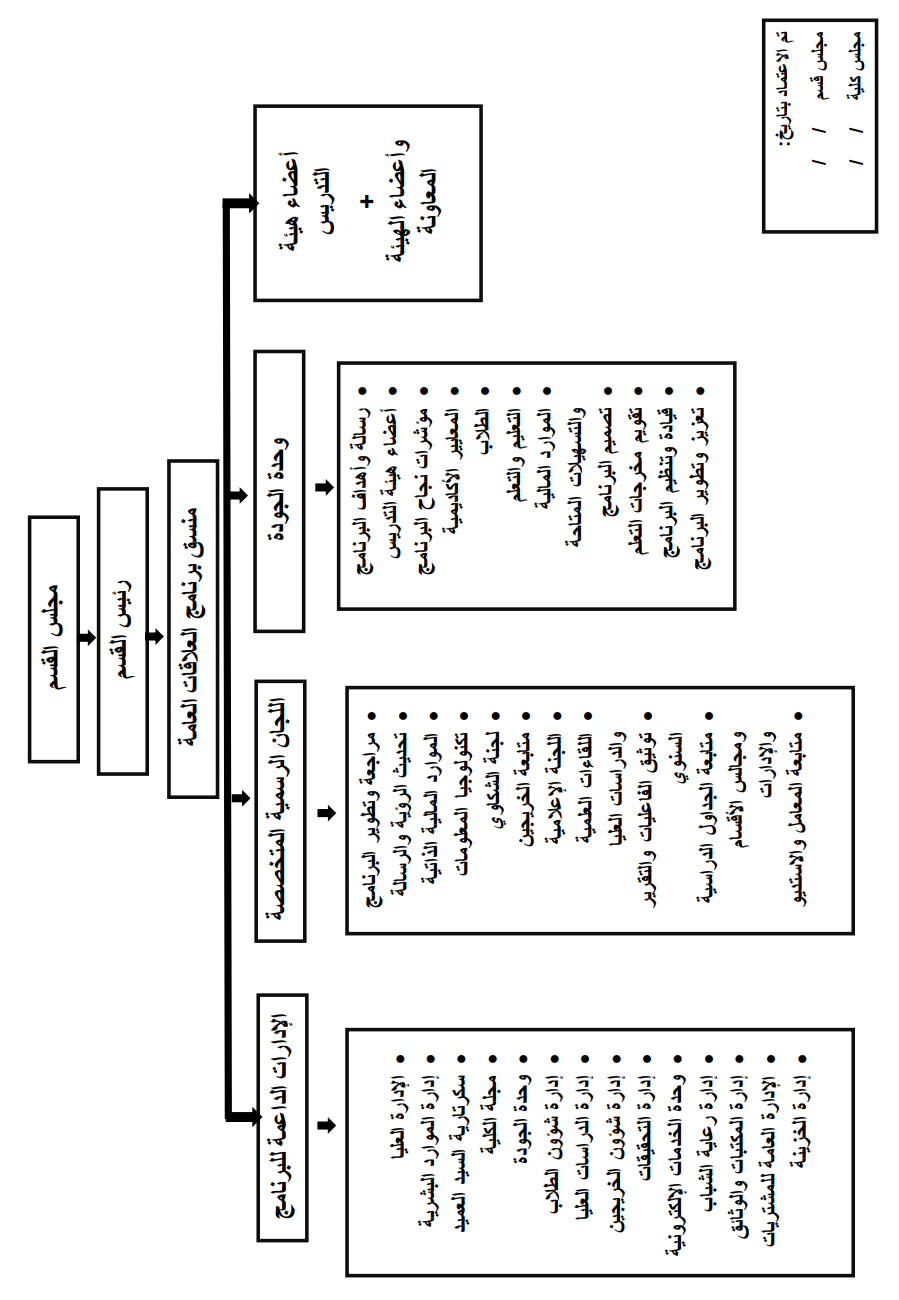 مجلس القسم
رئيس القسم
منسق برنامج العلاقات العامة
أعضاء هيئة
التدريس
+
وأعضاء الهيئة
المعاونة
وحدة الجودة
• رسالة وأهداف البرنامج
• أعضاء هيئة التدريس
• مؤشرات نجاح البرنامج
• المعايير الأكاديمية
• الطلاب
• التعليم والتعلم
• الموارد المالية
والتسهيلات المتاحة
• تصميم البرنامج
• تقويم مخرجات التعلم
• قيادة وتنظيم البرنامج
• تعزيز وتطوير البرنامج
اللجان الرسمية المتخصصة
• مراجعة وتطوير البرنامج
• تحديث الرؤية والرسالة
• الموارد المالية الذاتية
• تكنولوجيا المعلومات
• لجنة الشكاوي
• متابعة الخريجين
• اللجنة الإعلامية
• اللقاءات العلمية
والدراسات العليا
• توثيق الفاعليات والتقرير
السنوي
• متابعة الجداول الدراسية
ومجالس الأقسام
والإدارات
• متابعة المعامل والاستديو
الإدارات الداعمة للبرنامج
• الإدارة العليا
• إدارة الموارد البشرية
• سكرتارية السيد العميد
• مجلة الكلية
• وحدة الجودة
• إدارة شؤون الطلاب
• إدارة الدراسات العليا
• إدارة شؤون الخريجين
• إدارة التحقيقات
• وحدة الخدمات الإلكترونية
• إدارة رعاية الشباب
• إدارة المكتبات والوثائق
• الإدارة العامة للمشتريات
• إدارة الخزينة
تم الاعتماد بتاريخ:
مجلس قسم / /
مجلس كلية / /